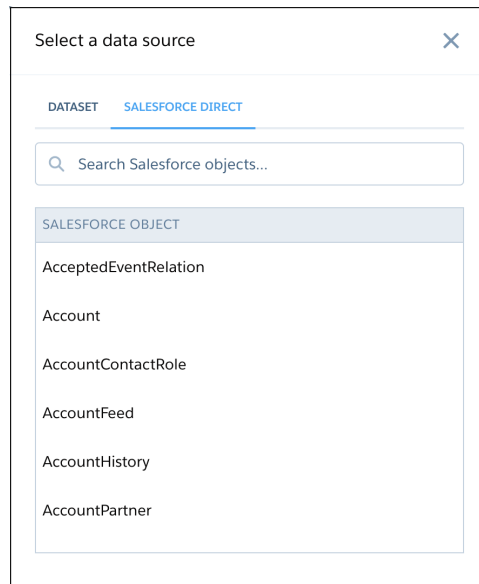 Select a data source
DATASET
SALESFORCE DIRECT
Search Salesforce objects...
SALESFORCE OBJECT
AcceptedEventRelation
Account
AccountContactRole
AccountFeed
AccountHistory
AccountPartner